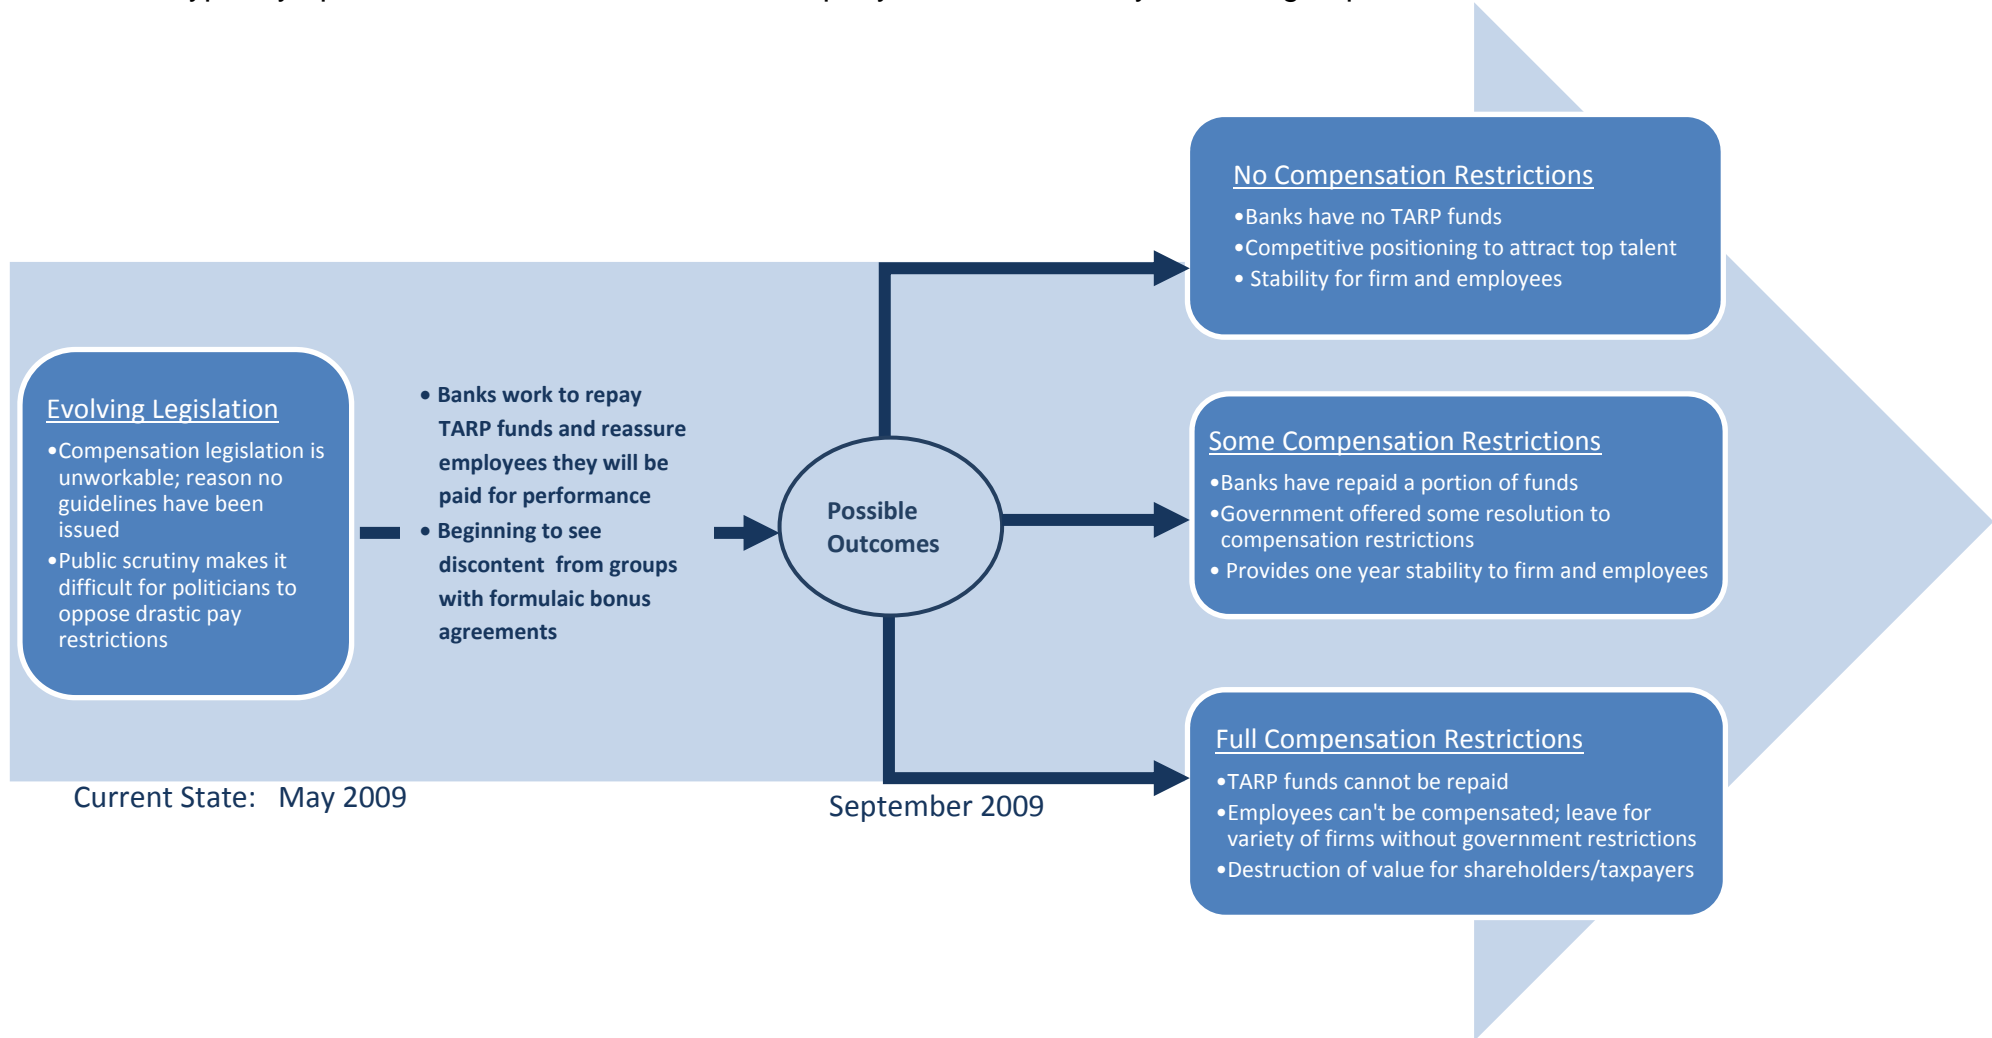 Evolving Legislation
•Compensation legislation is
unworkable; reason no
guidelines have been
issued
•Public scrutiny makes it
difficult for politicians to
oppose drastic pay
restrictions
• Banks work to repay
TARP funds and reassure
employees they will be
paid for performance
• Beginning to see
discontent from groups
with formulaic bonus
agreements
Possible
Outcomes
No Compensation Restrictions
•Banks have no TARP funds
•Competitive positioning to attract top talent
• Stability for firm and employees
Some Compensation Restrictions
•Banks have repaid a portion of funds
•Government offered some resolution to
compensation restrictions
• Provides one year stability to firm and employees
Full Compensation Restrictions
•TARP funds cannot be repaid
•Employees can't be compensated; leave for
variety of firms without government restrictions
•Destruction of value for shareholders/taxpayers
Current State: May 2009
September 2009